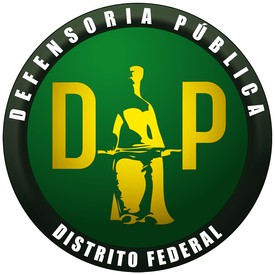 DEFENSORIA PÚBLICA
D P
DISTRITO FEDERAL